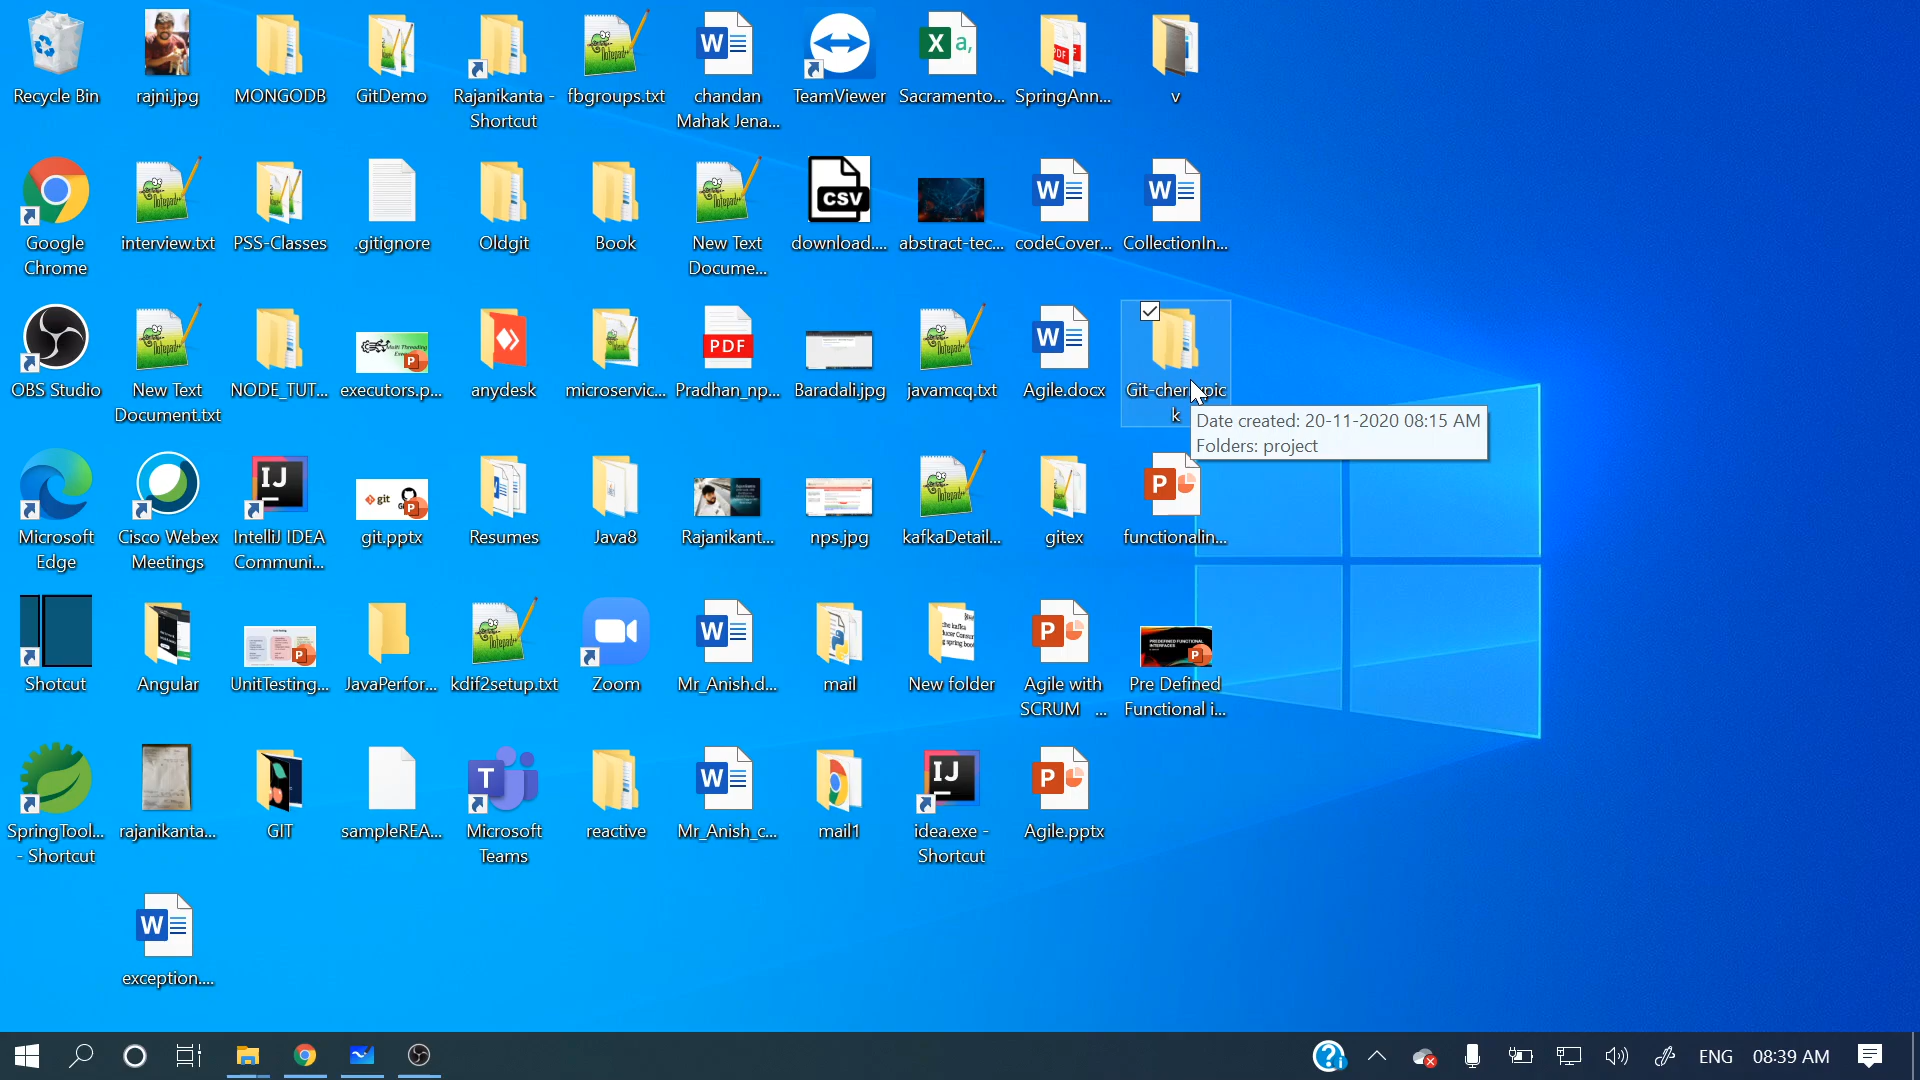 Recycle Bin
rajni.jpg
MONGODB
GitDemo
Rajanikanta -
Shortcut
fbgroups.txt
chandan
Mahak Jena...
TeamViewer
Sacramento...
SpringAnn...
v
Google
Chrome
interview.txt
PSS-Classes
.gitignore
Oldgit
Book
New Text
Docume...
CSV
download....
abstract-tec...
codeCover...
CollectionIn...
OBS Studio
New Text
Document.txt
NODE_TUT...
executors.p...
anydesk
microservic...
PDF
Pradhan_np...
Baradali.jpg
javamcq.txt
Agile.docx
k
Date created: 20-11-2020 08:15 AM
Folders: project
Microsoft
Edge
Cisco Webex
Meetings
IntelliJ IDEA
Communi...
git
git.pptx
Resumes
Java8
Rajanikant...
nps.jpg
kafkaDetail...
gitex
functionalin...
Shotcut
Angular
UnitTesting...
JavaPerfor...
kdif2setup.txt
Zoom
Mr_Anish.d...
mail
New folder
Agile with
SCRUM ...
PREDEFINED FUNCTIONAL
INTERFACES
Pre Defined
Functional i...
SpringTool...
- Shortcut
rajanikanta...
GIT
sampleREA...
Microsoft
Teams
reactive
Mr_Anish_c...
mail1
idea.exe -
Shortcut
Agile.pptx
exception....
ENG
08:39 AM